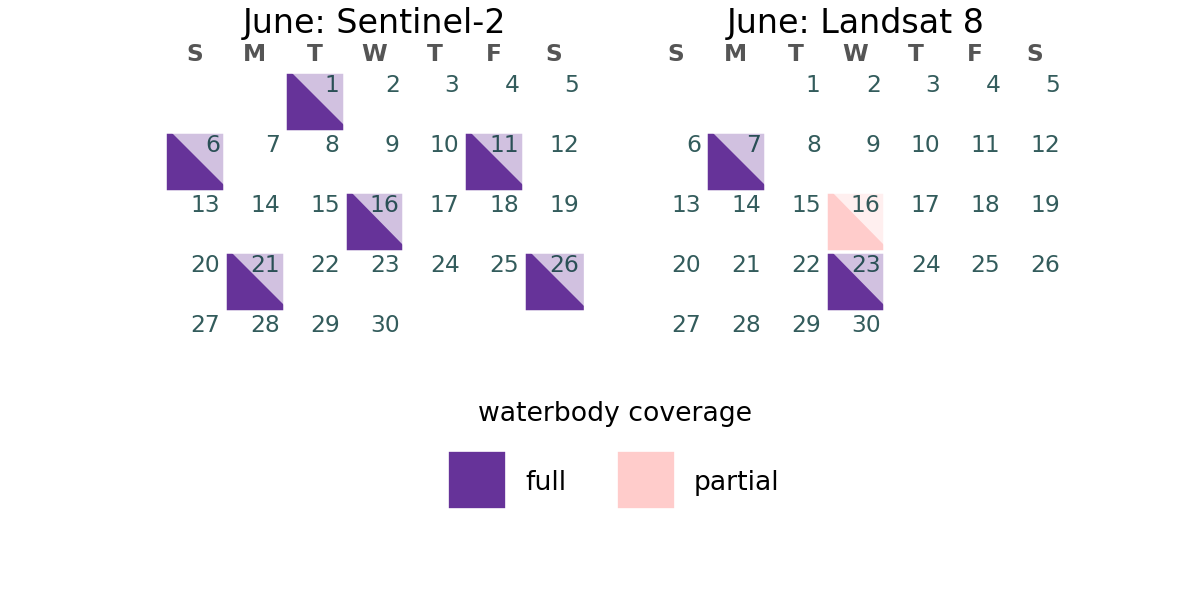 June: Sentinel-2
S M T W T F S
1 2 3 4 5
6 7 8 9 10 11 12
13 14 15 16 17 18 19
20 21 22 23 24 25 26
27 28 29 30
June: Landsat 8
S M T W T F S
1 2 3 4 5
6 7 8 9 10 11 12
13 14 15 16 17 18 19
20 21 22 23 24 25 26
27 28 29 30
waterbody coverage
full partial